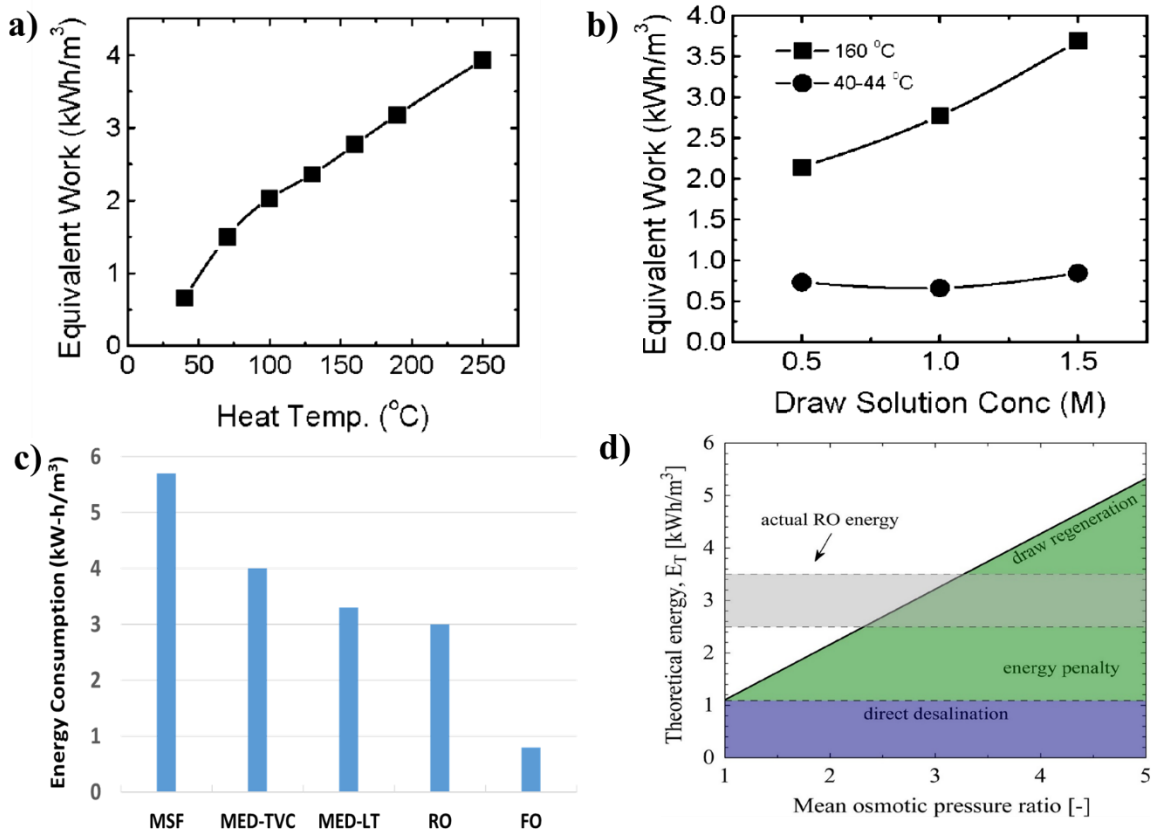 a)
Equivalent Work (kWh/m³)
4
3
2
1
0
0 50 100 150 200 250
Heat Temp. (°C)
b)
Equivalent Work (kWh/m³)
4.0
3.5
3.0
2.5
2.0
1.5
1.0
0.5
0.0
160 °C
40-44 °C
0.5 1.0 1.5
Draw Solution Conc (M)
c)
Energy Consumption (kW-h/m³)
6
5
4
3
2
1
0
MSF MED-TVC MED-LT RO FO
d)
Theoretical energy, E_T [kWh/m³]
6
5
4
3
2
1
0
actual RO energy
draw regeneration
energy penalty
direct desalination
1 2 3 4 5
Mean osmotic pressure ratio [-]